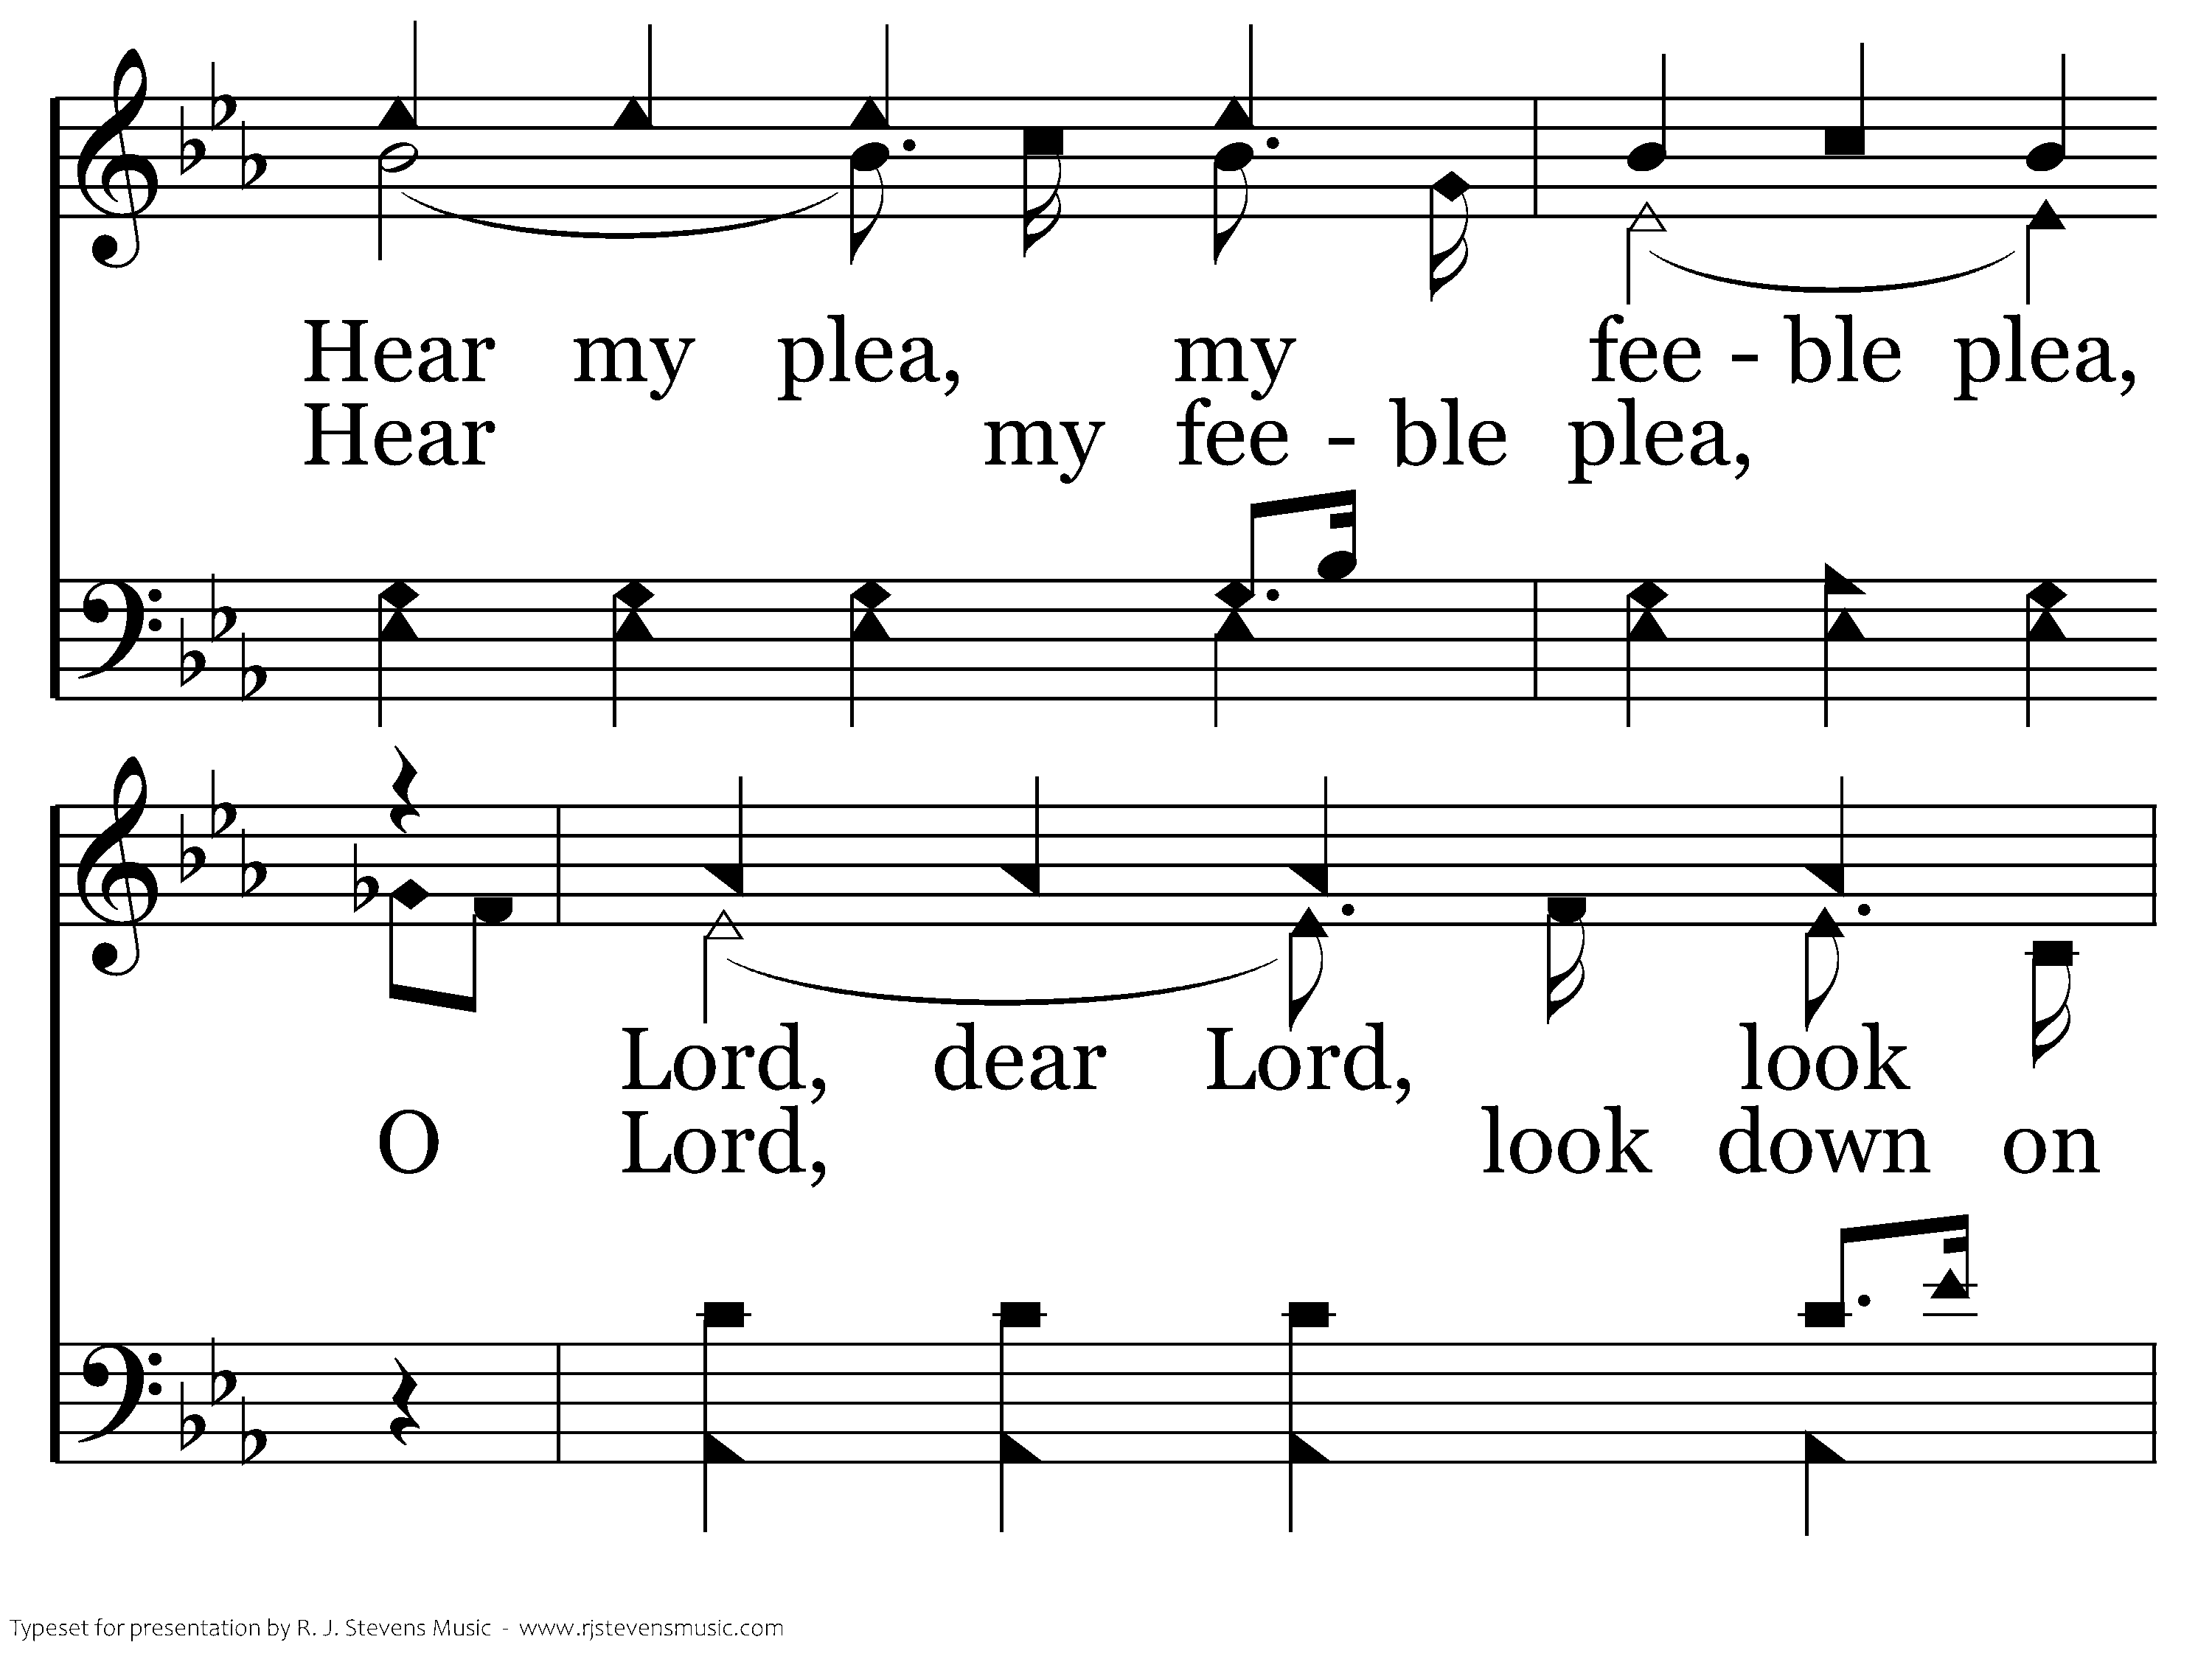 Hear my plea, my fee - ble plea,
Hear my fee - ble plea,
Lord, dear Lord, look
O Lord, look down on
Typeset for presentation by R. J. Stevens Music - www.rjstevensmusic.com